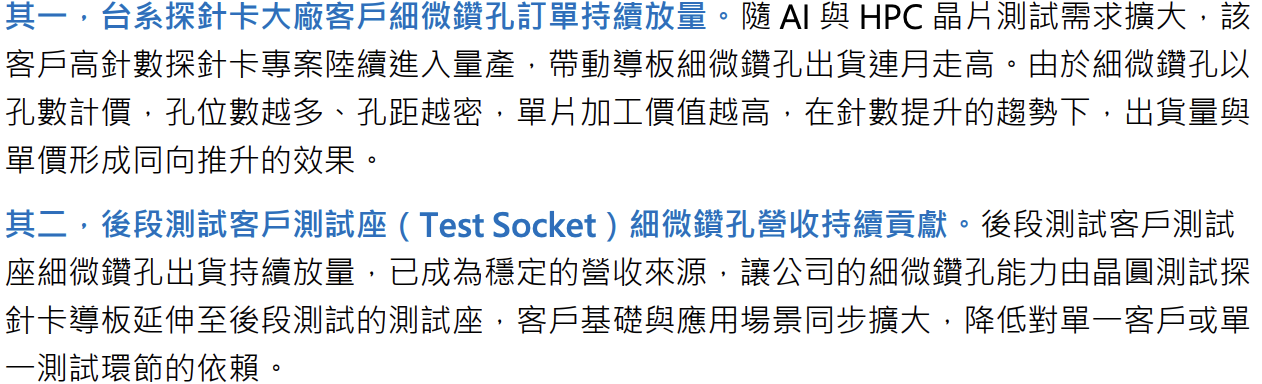 其一，台系探針卡大廠客戶細微鑽孔訂單持續放量。隨 AI 與 HPC 晶片測試需求擴大，該
客戶高針數探針卡專案陸續進入量產，帶動導板細微鑽孔出貨連月走高。由於細微鑽孔以
孔數計價，孔位數越多、孔距越密，單片加工價值越高，在針數提升的趨勢下，出貨量與
單價形成同向推升的效果。
其二，後段測試客戶測試座（Test Socket）細微鑽孔營收持續貢獻。後段測試客戶測試
座細微鑽孔出貨持續放量，已成為穩定的營收來源，讓公司的細微鑽孔能力由晶圓測試探
針卡導板延伸至後段測試的測試座，客戶基礎與應用場景同步擴大，降低對單一客戶或單
一測試環節的依賴。